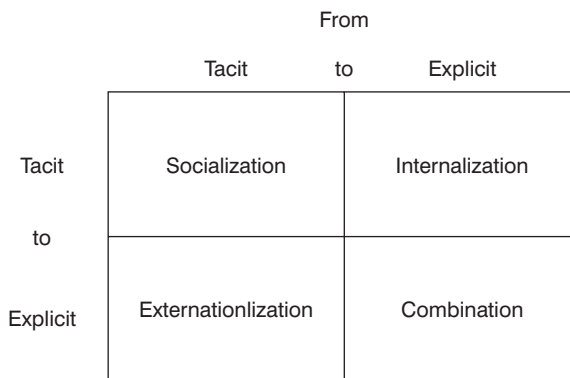 From
Tacit to Explicit
Tacit Socialization Internalization
to
Explicit Externationlization Combination